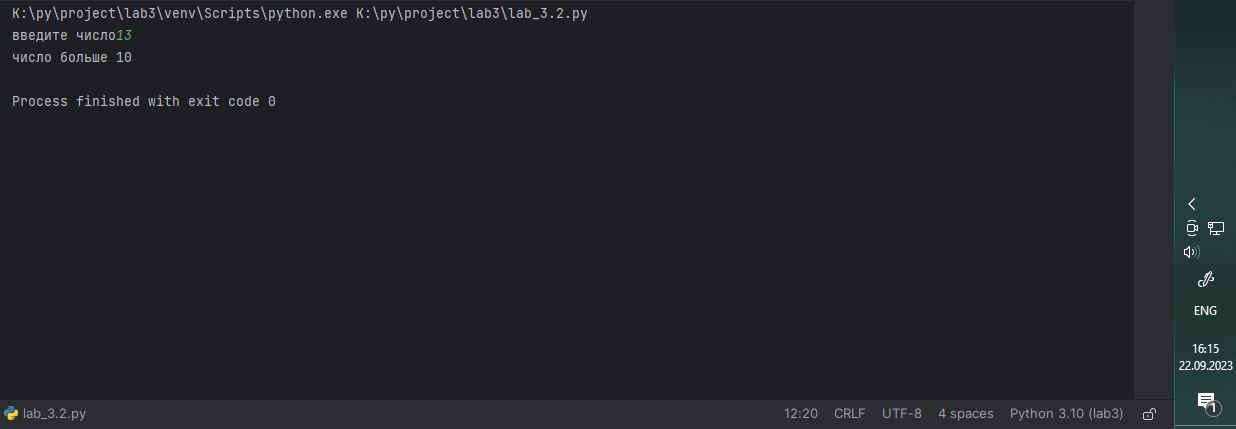 K:\py\project\lab3\venv\Scripts\python.exe K:\py\project\lab3\lab_3.2.py
введите число13
число больше 10
Process finished with exit code 0
ENG
16:15
22.09.2023
1
lab_3.2.py 12:20 CRLF UTF-8 4 spaces Python 3.10 (lab3)